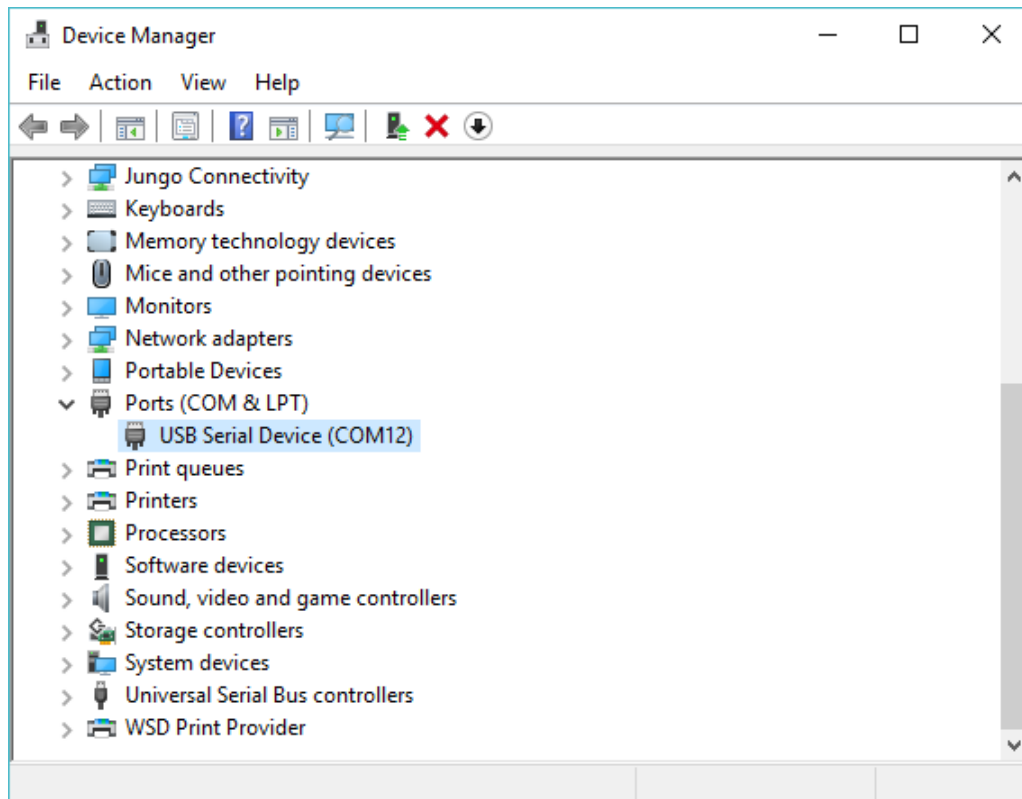 Device Manager
File Action View Help
Jungo Connectivity
Keyboards
Memory technology devices
Mice and other pointing devices
Monitors
Network adapters
Portable Devices
Ports (COM & LPT)
USB Serial Device (COM12)
Print queues
Printers
Processors
Software devices
Sound, video and game controllers
Storage controllers
System devices
Universal Serial Bus controllers
WSD Print Provider